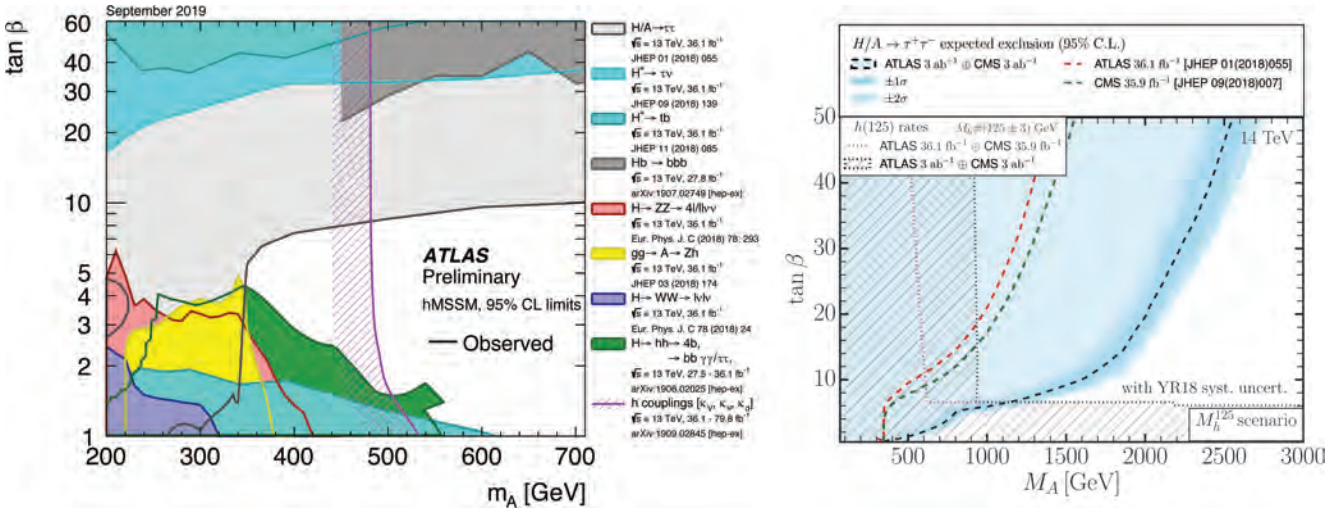 September 2019
tan β
60
50
40
30
20
10
5
4
3
2
1
200
300
400
500
600
700
m_A [GeV]
ATLAS
Preliminary
hMSSM, 95% CL limits
Observed
H/A→ττ
√s = 13 TeV, 36.1 fb⁻¹
JHEP 01 (2018) 055
H⁺→ τν
√s = 13 TeV, 36.1 fb⁻¹
JHEP 09 (2018) 139
H⁺→ tb
√s = 13 TeV, 36.1 fb⁻¹
JHEP 11 (2018) 085
Hb → bbb
√s = 13 TeV, 27.8 fb⁻¹
arXiv:1907.02749 [hep-ex]
H→ ZZ→ 4l/llνν
√s = 13 TeV, 36.1 fb⁻¹
Eur. Phys. J. C (2018) 78: 293
gg→ A→ Zh
√s = 13 TeV, 36.1 fb⁻¹
JHEP 03 (2018) 174
H→ WW→ lνlν
√s = 13 TeV, 36.1 fb⁻¹
Eur. Phys. J. C 78 (2018) 24
H→ hh→ 4b,
→ bb γγ/ττ,
√s = 13 TeV, 27.5 - 36.1 fb⁻¹
arXiv:1906.02025 [hep-ex]
h couplings [κ_V, κ_u, κ_d]
√s = 13 TeV, 36.1 - 79.8 fb⁻¹
arXiv:1909.02845 [hep-ex]
H/A → τ⁺τ⁻ expected exclusion (95% C.L.)
ATLAS 3 ab⁻¹ ⊕ CMS 3 ab⁻¹
±1σ
±2σ
ATLAS 36.1 fb⁻¹ [JHEP 01(2018)055]
CMS 35.9 fb⁻¹ [JHEP 09(2018)007]
h(125) rates
M_h≠(125 ± 3) GeV
ATLAS 36.1 fb⁻¹ ⊕ CMS 35.9 fb⁻¹
ATLAS 3 ab⁻¹ ⊕ CMS 3 ab⁻¹
14 TeV
tan β
50
40
30
20
10
with YR18 syst. uncert.
M_h¹²⁵ scenario
500
1000
1500
2000
2500
3000
M_A [GeV]